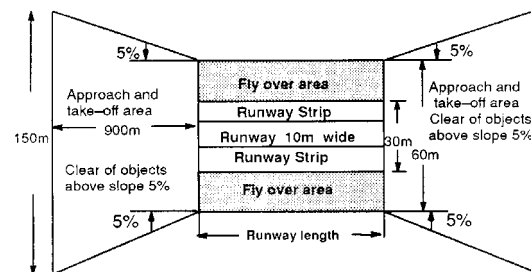 5%
5%
Fly over area
Approach and
take–off area
900m
150m
Clear of objects
above slope 5%
Runway Strip
Runway 10m wide
Runway Strip
30m
60m
Approach and
take–off area
Clear of objects
above slope 5%
Fly over area
5%
5%
Runway length